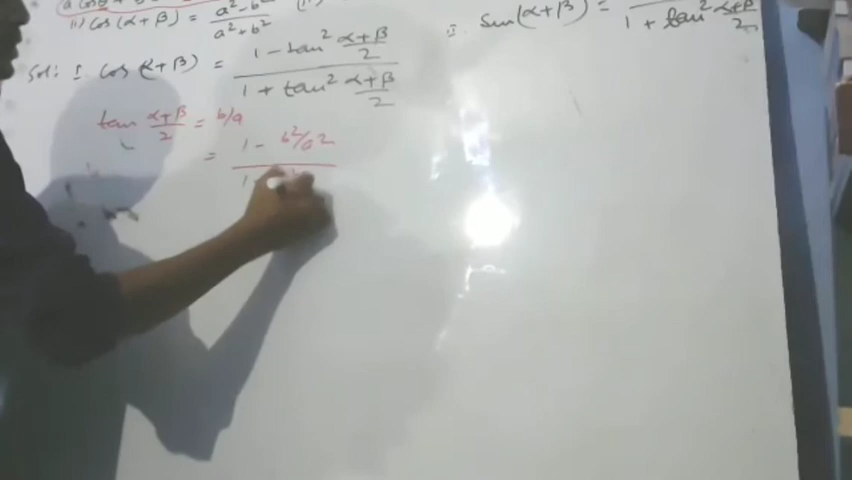 (ii) cos(α+β) = a²-b² / a²+b²
Sol: I cos(α+β) = 1 - tan² α+β/2 / 1 + tan² α+β/2
II sin(α+β) = / 1 + tan² α+β/2
tan α+β/2 = b/a
= 1 - b²/a²
1